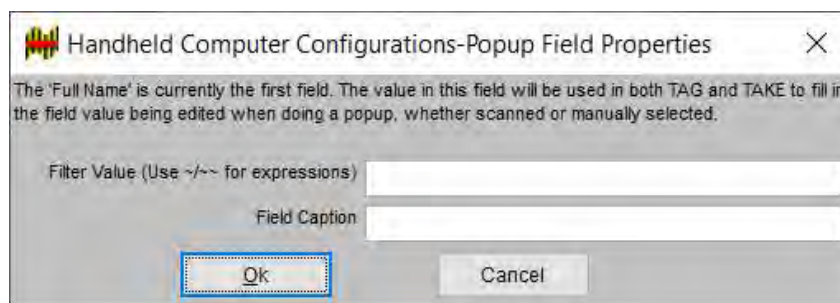 Handheld Computer Configurations-Popup Field Properties
The 'Full Name' is currently the first field. The value in this field will be used in both TAG and TAKE to fill in
the field value being edited when doing a popup, whether scanned or manually selected.
Filter Value (Use ~/~~ for expressions)
Field Caption
Ok
Cancel